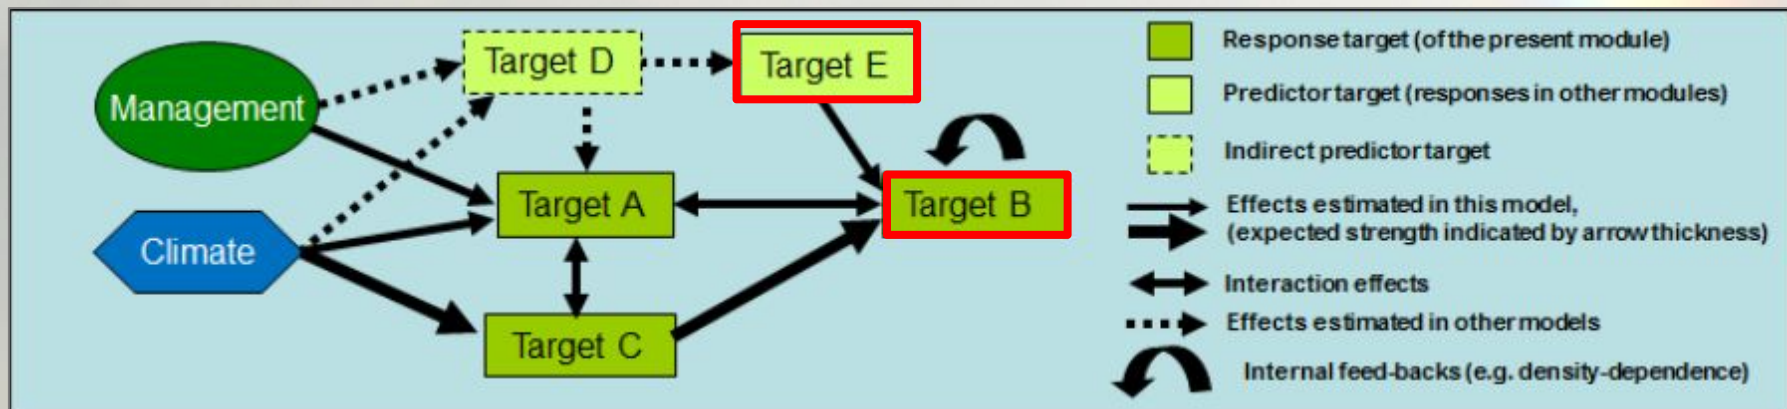 Management
Climate
Target D
Target E
Target A
Target B
Target C
Response target (of the present module)
Predictor target (responses in other modules)
Indirect predictor target
Effects estimated in this model,
(expected strength indicated by arrow thickness)
Interaction effects
Effects estimated in other models
Internal feed-backs (e.g. density-dependence)